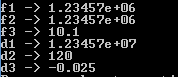 f1 -> 1.23457e+06
f2 -> 1.23457e+06
f3 -> 10.1
d1 -> 1.23457e+07
d2 -> 120
d3 -> -0.025